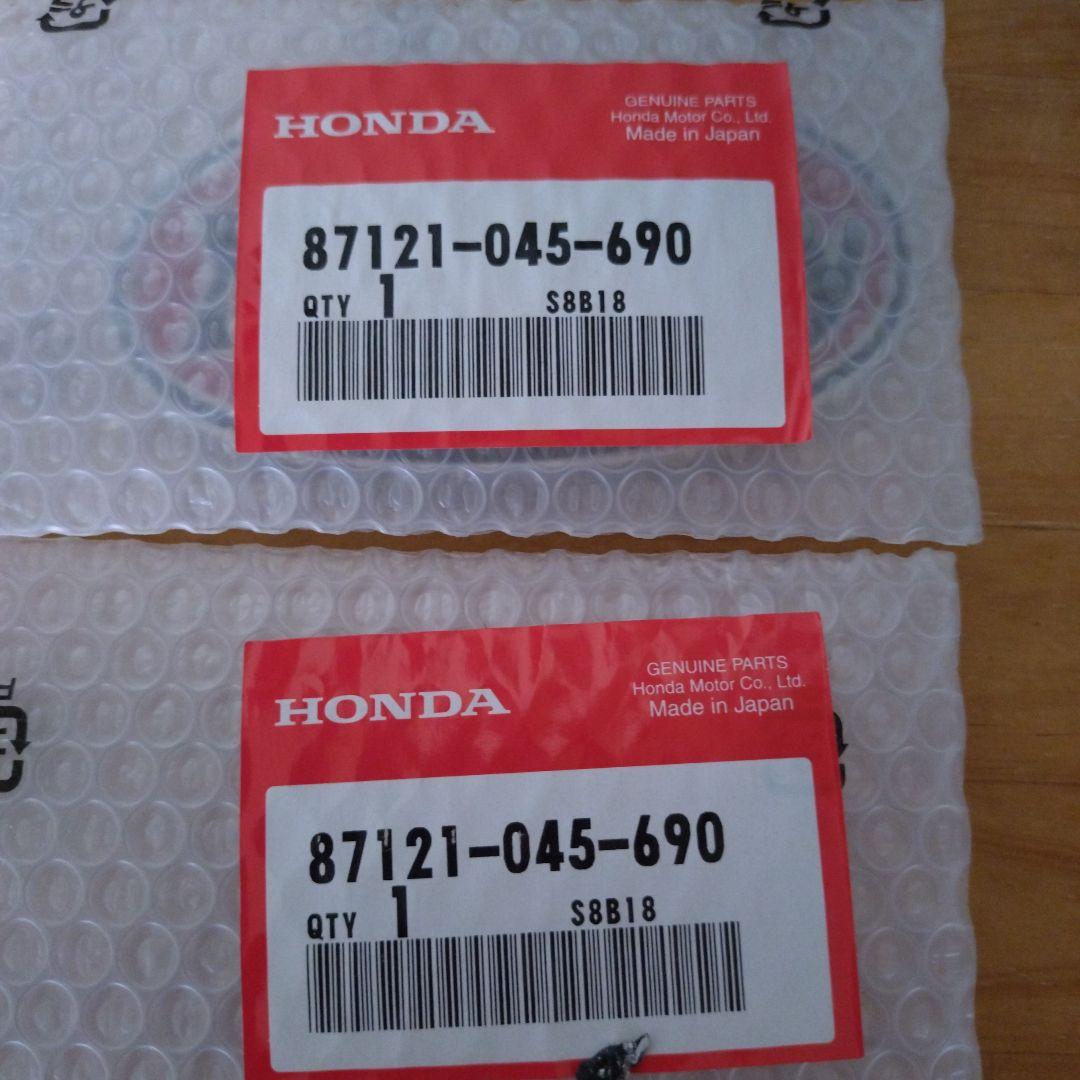 HONDA
GENUINE PARTS
Honda Motor Co., Ltd.
Made in Japan
87121-045-690
QTY 1 S8B18
HONDA
GENUINE PARTS
Honda Motor Co., Ltd.
Made in Japan
87121-045-690
QTY 1 S8B18